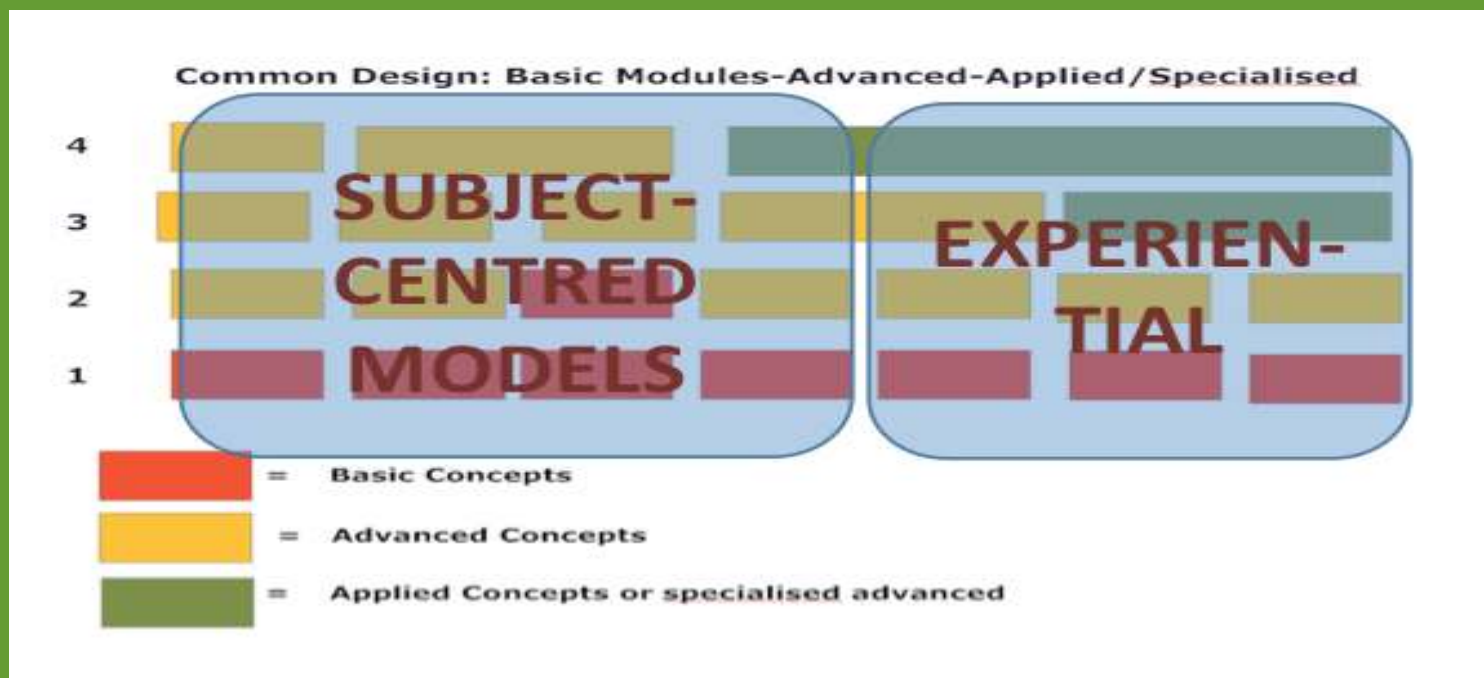 Common Design: Basic Modules-Advanced-Applied/Specialised
4
3
2
1
SUBJECT-
CENTRED
MODELS
EXPERIEN-
TIAL
= Basic Concepts
= Advanced Concepts
= Applied Concepts or specialised advanced